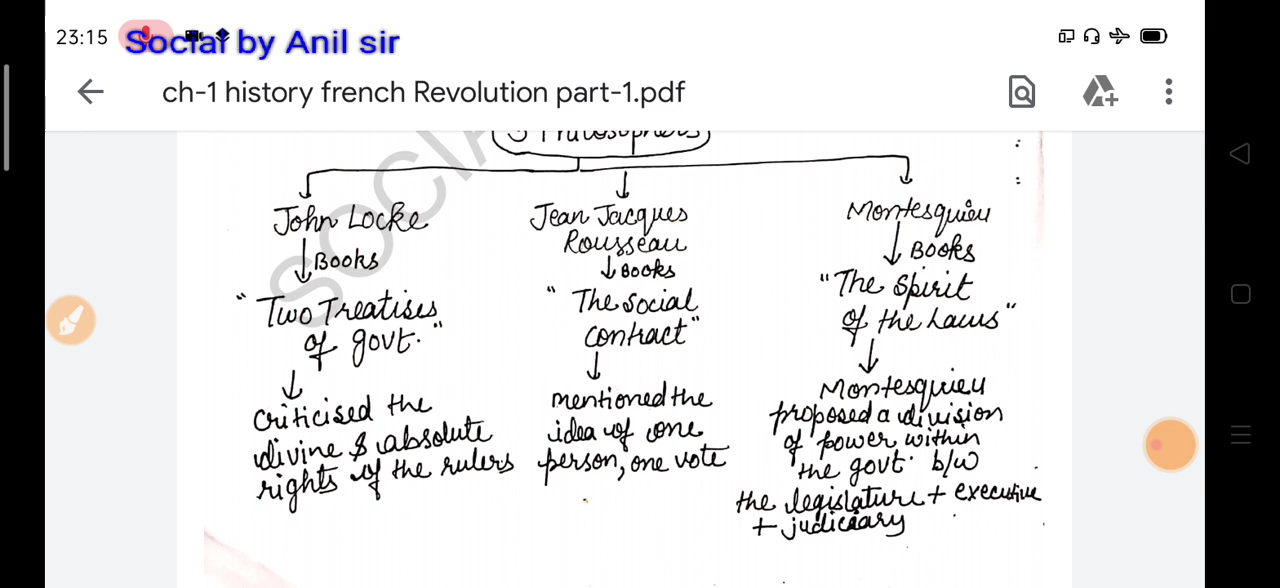 23:15
Social by Anil sir
ch-1 history french Revolution part-1.pdf
3 Philosophers
SOCIA
John Locke
Books
"Two Treatises
of govt."
criticised the
divine & absolute
rights of the rulers
Jean Jacques
Rousseau
Books
"The Social
contract"
mentioned the
idea of one
person, one vote
Montesquieu
Books
"The Spirit
of the Laws"
Montesquieu
proposed a division
of power within
the govt. b/w
the legislature + executive
+ judiciary